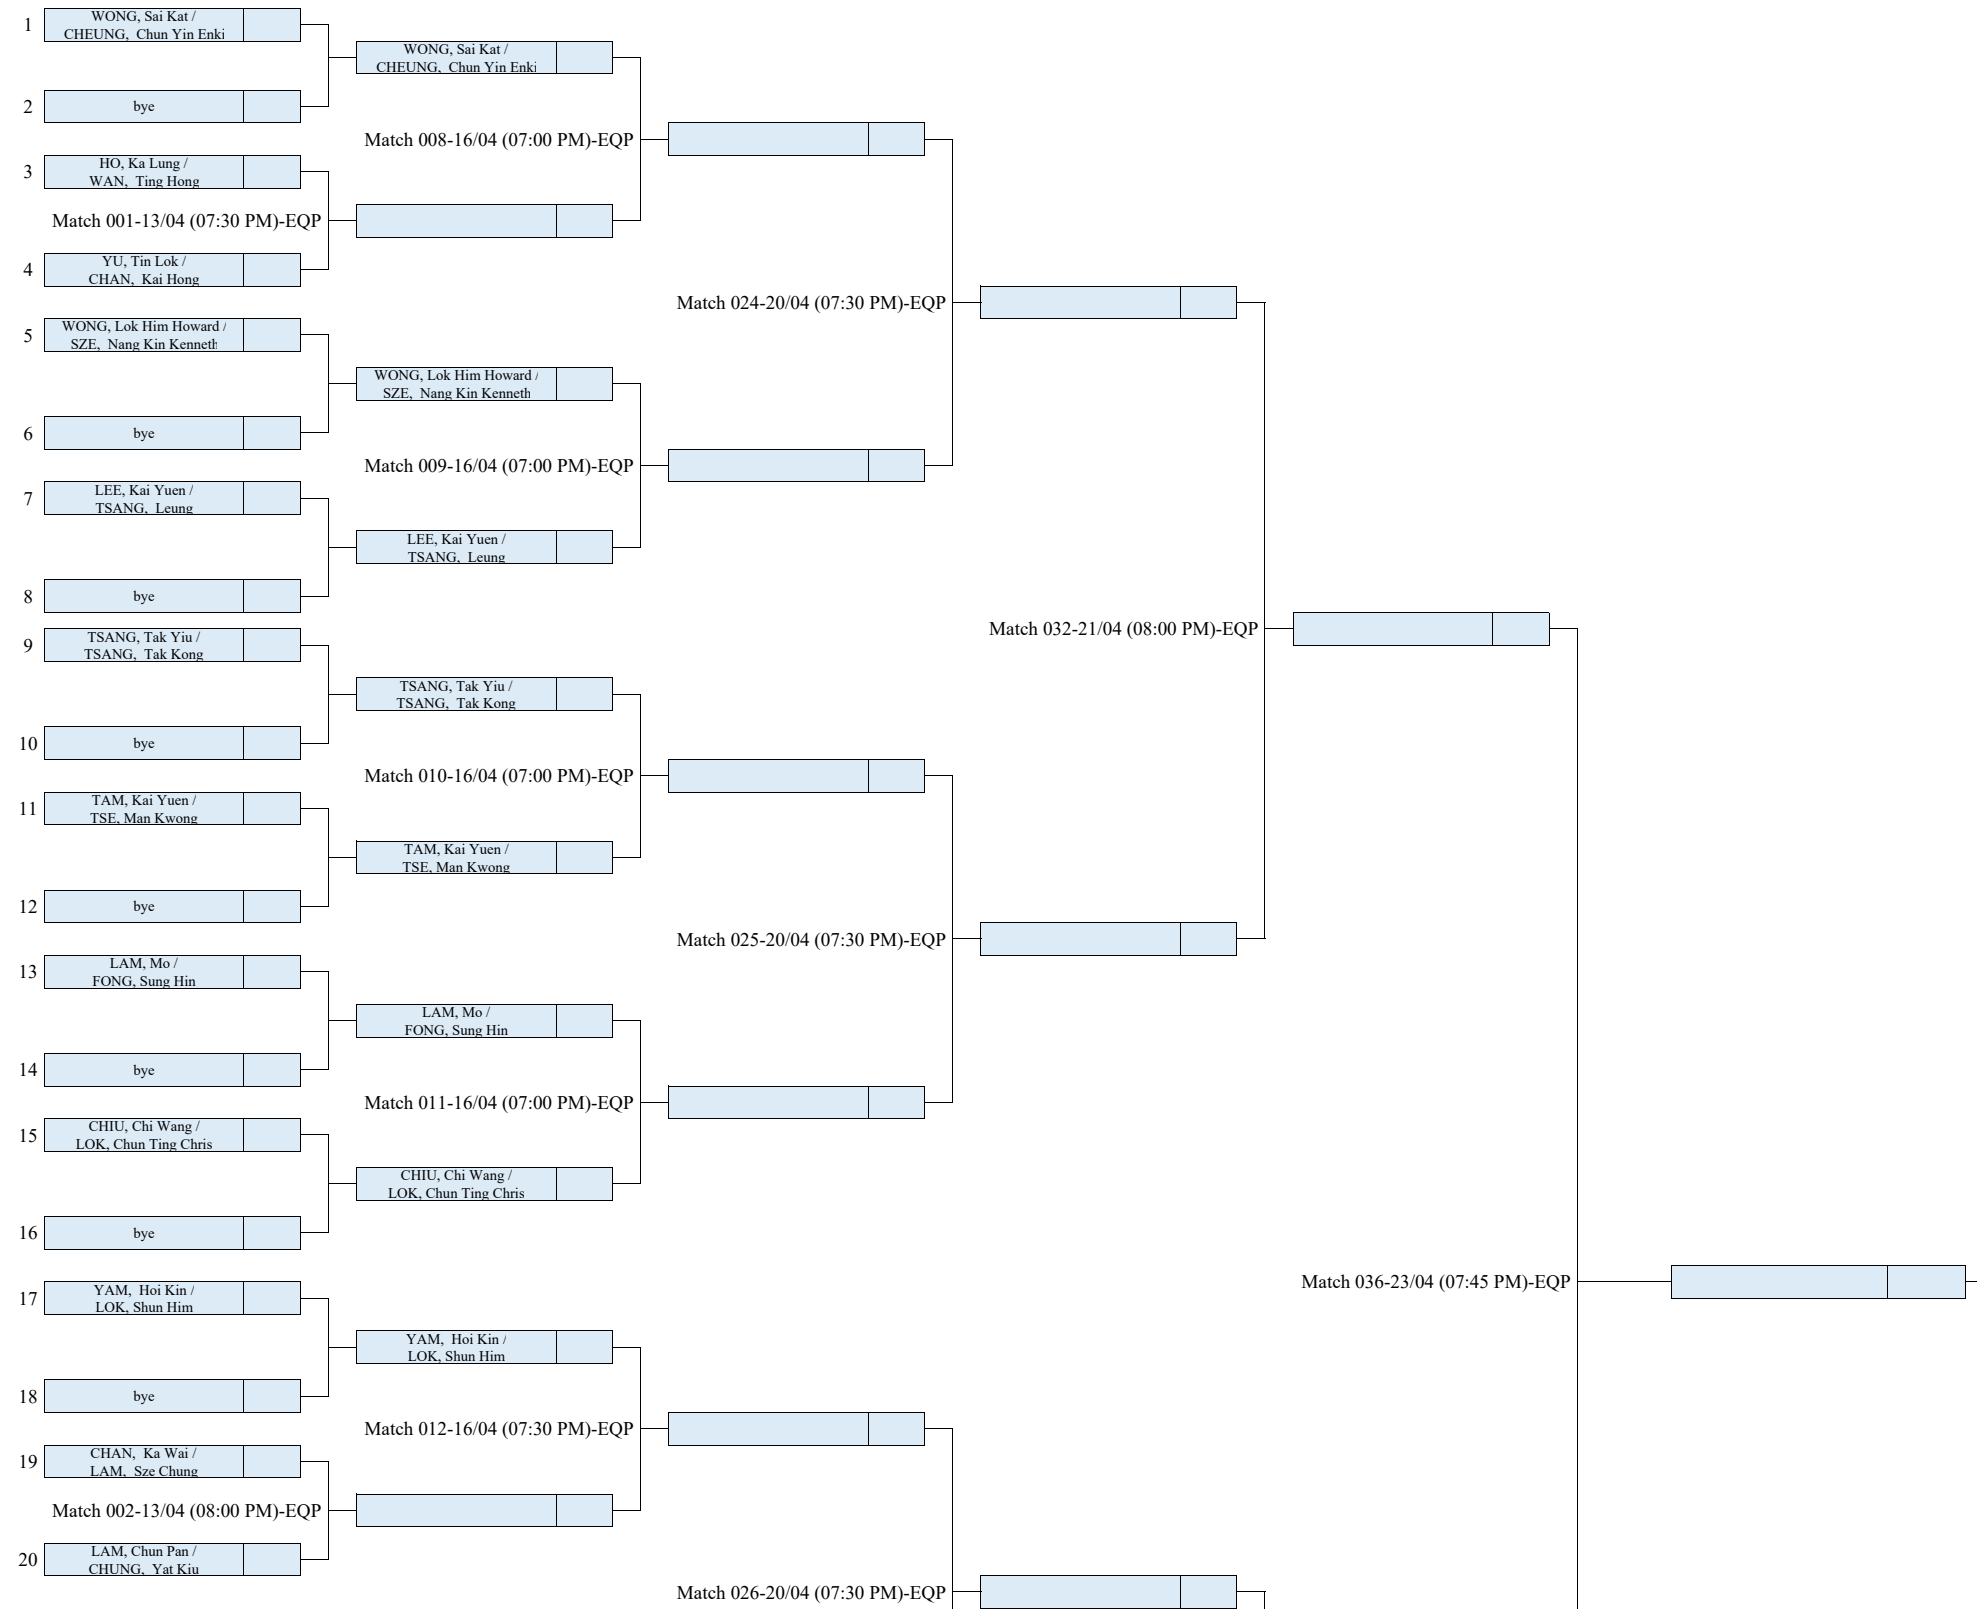 1
WONG, Sai Kat /
CHEUNG,  Chun Yin Enki
WONG, Sai Kat /
CHEUNG,  Chun Yin Enki
2
bye
Match 008-16/04 (07:00 PM)-EQP
3
HO, Ka Lung /
WAN,  Ting Hong
Match 001-13/04 (07:30 PM)-EQP
4
YU, Tin Lok /
CHAN,  Kai Hong
Match 024-20/04 (07:30 PM)-EQP
5
WONG, Lok Him Howard /
SZE,  Nang Kin Kenneth
WONG, Lok Him Howard /
SZE,  Nang Kin Kenneth
6
bye
Match 009-16/04 (07:00 PM)-EQP
7
LEE, Kai Yuen /
TSANG,  Leung
LEE, Kai Yuen /
TSANG,  Leung
8
bye
Match 032-21/04 (08:00 PM)-EQP
9
TSANG, Tak Yiu /
TSANG,  Tak Kong
TSANG, Tak Yiu /
TSANG,  Tak Kong
10
bye
Match 010-16/04 (07:00 PM)-EQP
11
TAM, Kai Yuen /
TSE, Man Kwong
TAM, Kai Yuen /
TSE, Man Kwong
12
bye
Match 025-20/04 (07:30 PM)-EQP
13
LAM, Mo /
FONG, Sung Hin
LAM, Mo /
FONG, Sung Hin
14
bye
Match 011-16/04 (07:00 PM)-EQP
15
CHIU, Chi Wang /
LOK, Chun Ting Chris
CHIU, Chi Wang /
LOK, Chun Ting Chris
16
bye
Match 036-23/04 (07:45 PM)-EQP
17
YAM,  Hoi Kin /
LOK, Shun Him
YAM,  Hoi Kin /
LOK, Shun Him
18
bye
Match 012-16/04 (07:30 PM)-EQP
19
CHAN,  Ka Wai /
LAM,  Sze Chung
Match 002-13/04 (08:00 PM)-EQP
20
LAM, Chun Pan /
CHUNG,  Yat Kiu
Match 026-20/04 (07:30 PM)-EQP